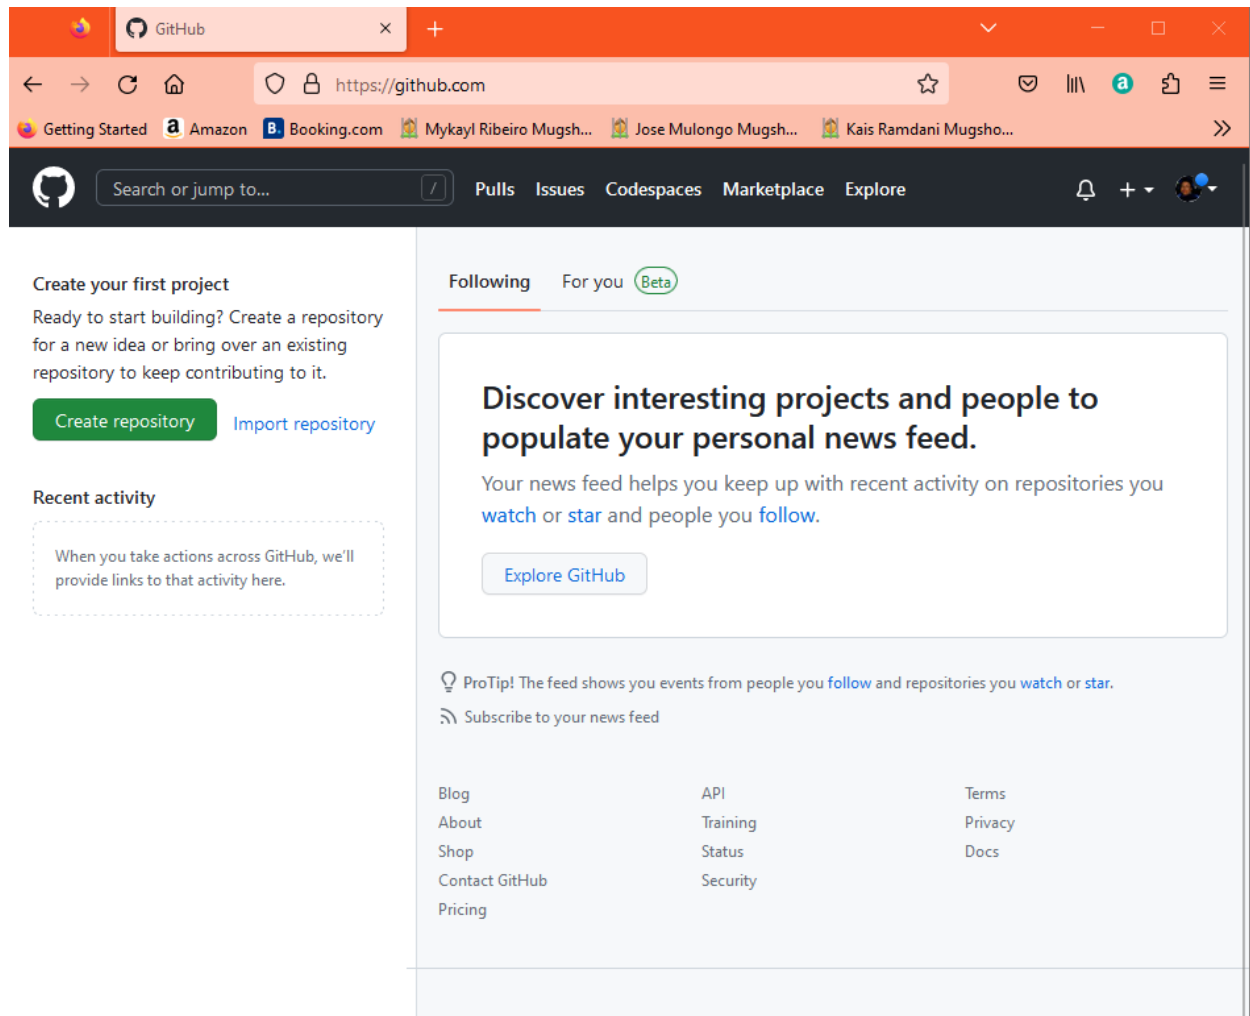 GitHub
https://github.com
Getting Started a Amazon B. Booking.com Mykayl Ribeiro Mugsh... Jose Mulongo Mugsh... Kais Ramdani Mugsho...
Search or jump to... / Pulls Issues Codespaces Marketplace Explore
Create your first project
Ready to start building? Create a repository
for a new idea or bring over an existing
repository to keep contributing to it.
Create repository Import repository
Recent activity
When you take actions across GitHub, we'll
provide links to that activity here.
Following For you Beta
Discover interesting projects and people to
populate your personal news feed.
Your news feed helps you keep up with recent activity on repositories you
watch or star and people you follow.
Explore GitHub
ProTip! The feed shows you events from people you follow and repositories you watch or star.
Subscribe to your news feed
Blog API Terms
About Training Privacy
Shop Status Docs
Contact GitHub Security
Pricing